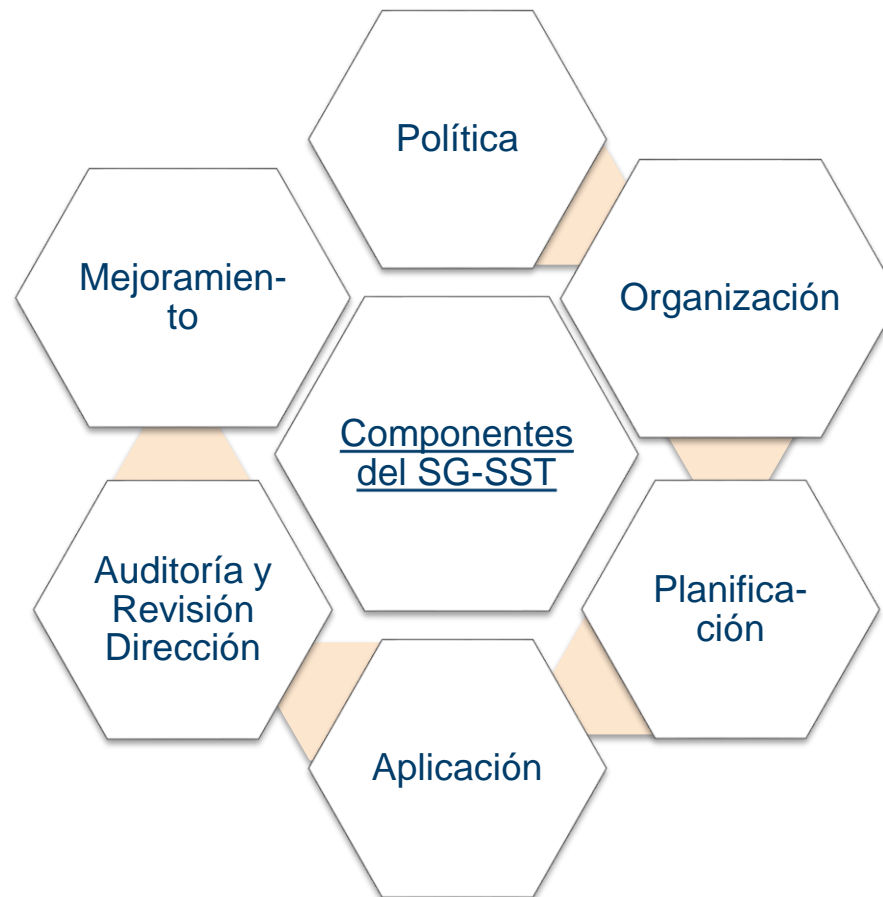 Política
Organización
Planifica-
ción
Aplicación
Auditoría y
Revisión
Dirección
Mejoramien-
to
Componentes
del SG-SST